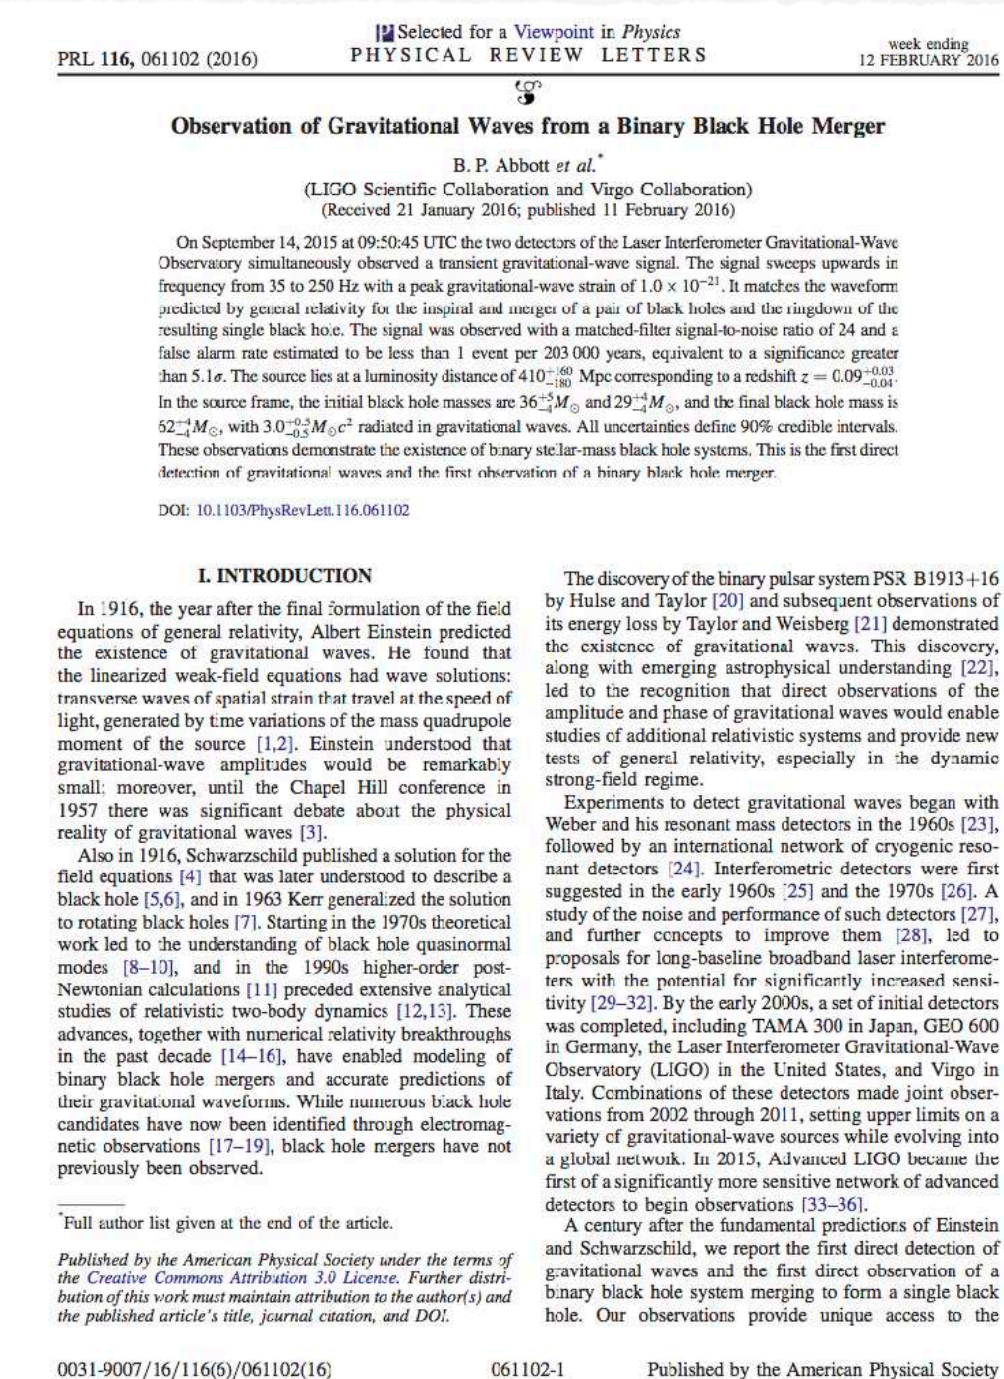 Selected for a Viewpoint in Physics
PRL 116, 061102 (2016)
PHYSICAL REVIEW LETTERS
week ending
12 FEBRUARY 2016
Observation of Gravitational Waves from a Binary Black Hole Merger
B. P. Abbott et al.*
(LIGO Scientific Collaboration and Virgo Collaboration)
(Received 21 January 2016; published 11 February 2016)
On September 14, 2015 at 09:50:45 UTC the two detectors of the Laser Interferometer Gravitational-Wave
Observatory simultaneously observed a transient gravitational-wave signal. The signal sweeps upwards in
frequency from 35 to 250 Hz with a peak gravitational-wave strain of 1.0 × 10⁻²¹. It matches the waveform
predicted by general relativity for the inspiral and merger of a pair of black holes and the ringdown of the
resulting single black hole. The signal was observed with a matched-filter signal-to-noise ratio of 24 and a
false alarm rate estimated to be less than 1 event per 203 000 years, equivalent to a significance greater
than 5.1σ. The source lies at a luminosity distance of 410⁺¹⁶⁰₋₁₈₀ Mpc corresponding to a redshift z = 0.09⁺⁰·⁰³₋₀.₀₄.
In the source frame, the initial black hole masses are 36⁺⁵₋₄M⊙ and 29⁺⁴₋₄M⊙, and the final black hole mass is
62⁺⁴₋₄M⊙, with 3.0⁺⁰·⁵₋₀.₅M⊙c² radiated in gravitational waves. All uncertainties define 90% credible intervals.
These observations demonstrate the existence of binary stellar-mass black hole systems. This is the first direct
detection of gravitational waves and the first observation of a binary black hole merger.
DOI: 10.1103/PhysRevLett.116.061102
I. INTRODUCTION
In 1916, the year after the final formulation of the field
equations of general relativity, Albert Einstein predicted
the existence of gravitational waves. He found that
the linearized weak-field equations had wave solutions:
transverse waves of spatial strain that travel at the speed of
light, generated by time variations of the mass quadrupole
moment of the source [1,2]. Einstein understood that
gravitational-wave amplitudes would be remarkably
small; moreover, until the Chapel Hill conference in
1957 there was significant debate about the physical
reality of gravitational waves [3].
Also in 1916, Schwarzschild published a solution for the
field equations [4] that was later understood to describe a
black hole [5,6], and in 1963 Kerr generalized the solution
to rotating black holes [7]. Starting in the 1970s theoretical
work led to the understanding of black hole quasinormal
modes [8–10], and in the 1990s higher-order post-
Newtonian calculations [11] preceded extensive analytical
studies of relativistic two-body dynamics [12,13]. These
advances, together with numerical relativity breakthroughs
in the past decade [14–16], have enabled modeling of
binary black hole mergers and accurate predictions of
their gravitational waveforms. While numerous black hole
candidates have now been identified through electromag-
netic observations [17–19], black hole mergers have not
previously been observed.
*Full author list given at the end of the article.
Published by the American Physical Society under the terms of
the Creative Commons Attribution 3.0 License. Further distri-
bution of this work must maintain attribution to the author(s) and
the published article's title, journal citation, and DOI.
The discovery of the binary pulsar system PSR B1913+16
by Hulse and Taylor [20] and subsequent observations of
its energy loss by Taylor and Weisberg [21] demonstrated
the existence of gravitational waves. This discovery,
along with emerging astrophysical understanding [22],
led to the recognition that direct observations of the
amplitude and phase of gravitational waves would enable
studies of additional relativistic systems and provide new
tests of general relativity, especially in the dynamic
strong-field regime.
Experiments to detect gravitational waves began with
Weber and his resonant mass detectors in the 1960s [23],
followed by an international network of cryogenic reso-
nant detectors [24]. Interferometric detectors were first
suggested in the early 1960s [25] and the 1970s [26]. A
study of the noise and performance of such detectors [27],
and further concepts to improve them [28], led to
proposals for long-baseline broadband laser interferome-
ters with the potential for significantly increased sensi-
tivity [29–32]. By the early 2000s, a set of initial detectors
was completed, including TAMA 300 in Japan, GEO 600
in Germany, the Laser Interferometer Gravitational-Wave
Observatory (LIGO) in the United States, and Virgo in
Italy. Combinations of these detectors made joint obser-
vations from 2002 through 2011, setting upper limits on a
variety of gravitational-wave sources while evolving into
a global network. In 2015, Advanced LIGO became the
first of a significantly more sensitive network of advanced
detectors to begin observations [33–36].
A century after the fundamental predictions of Einstein
and Schwarzschild, we report the first direct detection of
gravitational waves and the first direct observation of a
binary black hole system merging to form a single black
hole. Our observations provide unique access to the
0031-9007/16/116(6)/061102(16)
061102-1
Published by the American Physical Society